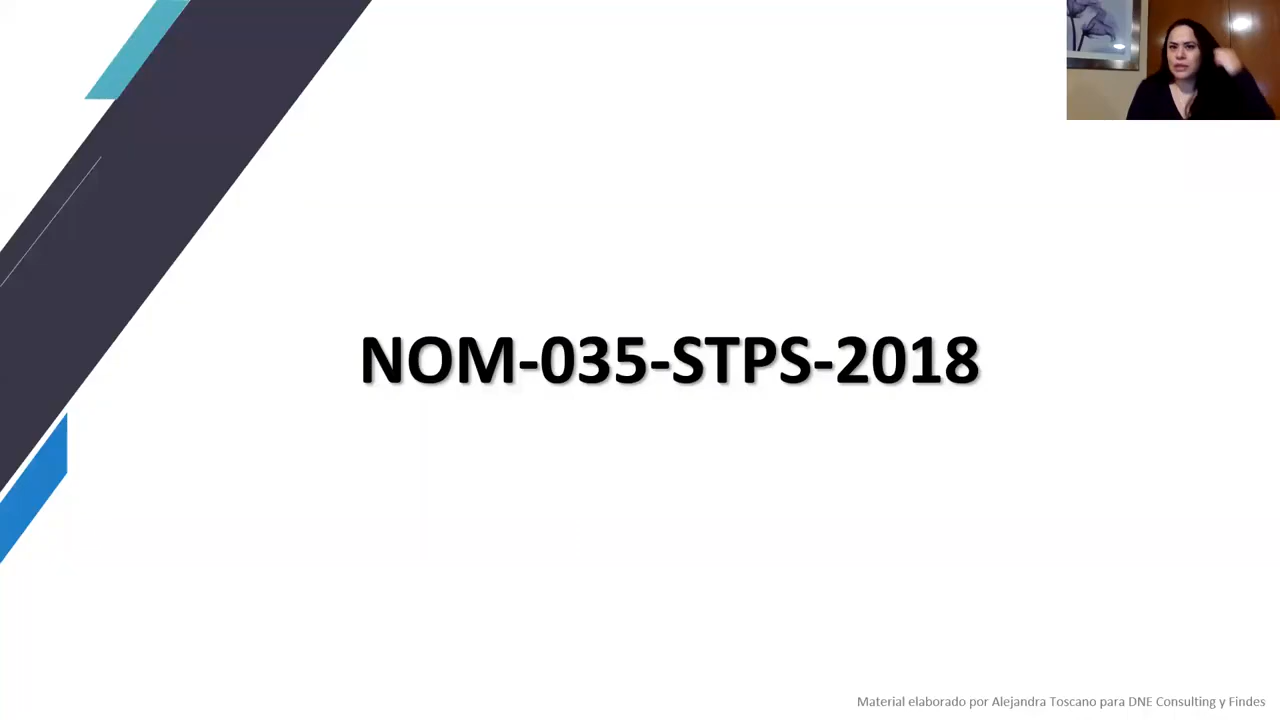 NOM-035-STPS-2018
Material elaborado por Alejandra Toscano para DNE Consulting y Findes